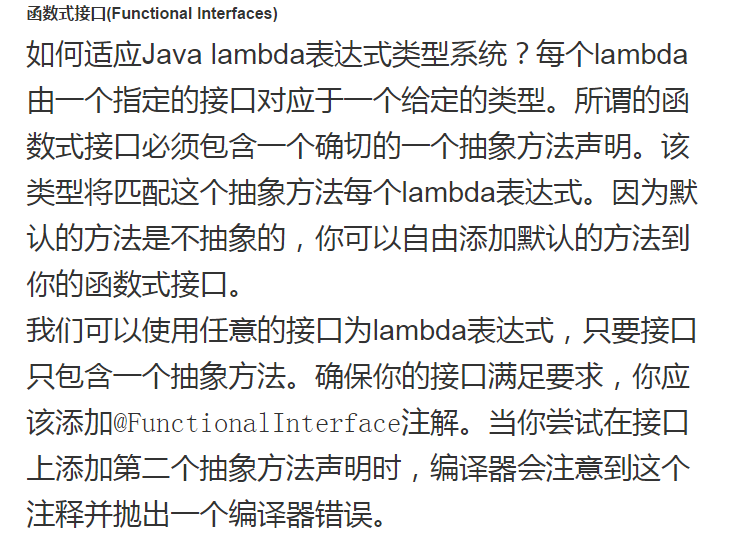 函数式接口(Functional Interfaces)
如何适应Java lambda表达式类型系统？每个lambda
由一个指定的接口对应于一个给定的类型。所谓的函
数式接口必须包含一个确切的一个抽象方法声明。该
类型将匹配这个抽象方法每个lambda表达式。因为默
认的方法是不抽象的，你可以自由添加默认的方法到
你的函数式接口。
我们可以使用任意的接口为lambda表达式，只要接口
只包含一个抽象方法。确保你的接口满足要求，你应
该添加@FunctionalInterface注解。当你尝试在接口
上添加第二个抽象方法声明时，编译器会注意到这个
注释并抛出一个编译器错误。